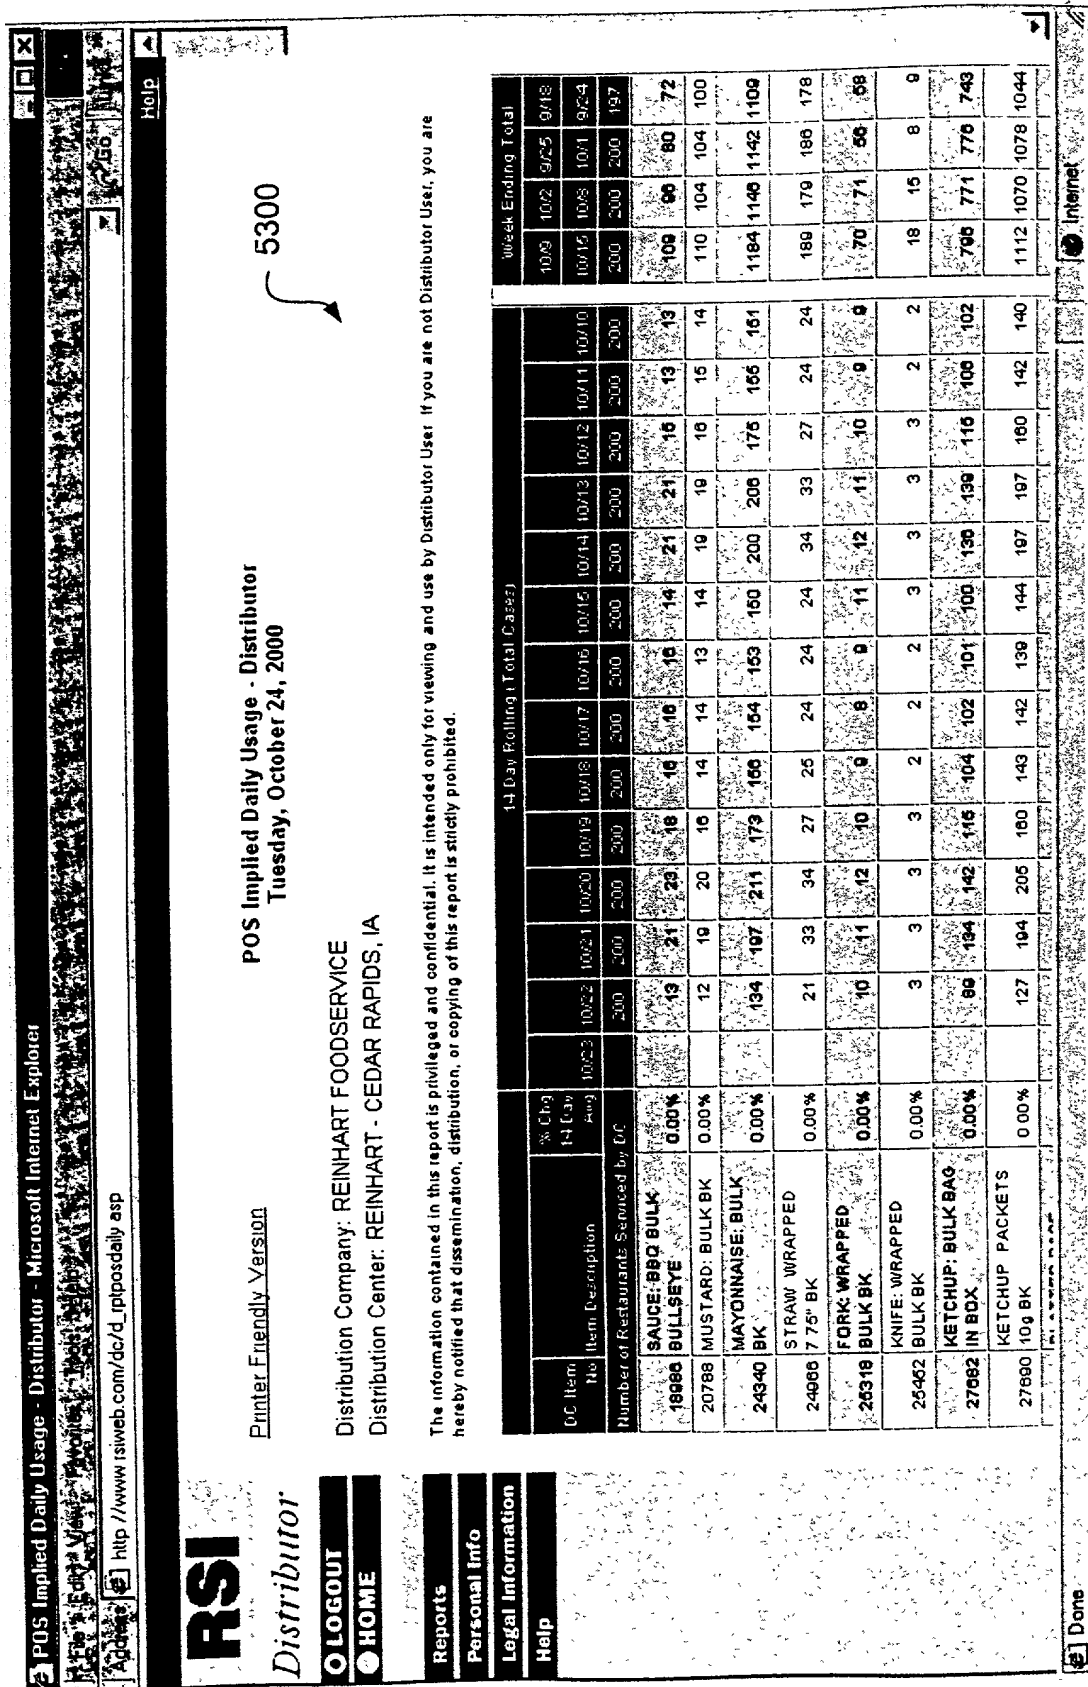 POS Implied Daily Usage - Distributor - Microsoft Internet Explorer
File Edit View Favorites Tools Help
Address http //www rsiweb.com/dc/d_rptposdaily asp Go
Help
RSI
Distributor
LOGOUT
HOME
Reports
Personal Info
Legal Information
Help
Printer Friendly Version
POS Implied Daily Usage - Distributor
Tuesday, October 24, 2000
5300
Distribution Company: REINHART FOODSERVICE
Distribution Center: REINHART - CEDAR RAPIDS, IA
The information contained in this report is privileged and confidential. It is intended only for viewing and use by Distributor User If you are not Distributor User, you are
hereby notified that dissemination, distribution, or copying of this report is strictly prohibited.
14 Day Rolling (Total Cases) Week Ending Total
DC Item No Item Description % Chg 14 Day Avg 10/23 10/22 10/21 10/20 10/19 10/18 10/17 10/16 10/15 10/14 10/13 10/12 10/11 10/10 10/9 10/2 9/25 9/18
10/15 10/8 10/1 9/24
Number of Restaurants Serviced by DC 200 200 200 200 200 200 200 200 200 200 200 200 200 200 200 200 197
18986 SAUCE: BBQ BULK BULLSEYE 0.00% 13 21 23 18 16 16 16 14 21 21 16 13 13 109 96 80 72
20788 MUSTARD: BULK BK 0.00% 12 19 20 16 14 14 13 14 19 19 16 15 14 110 104 104 100
24340 MAYONNAISE: BULK BK 0.00% 134 197 211 173 166 154 153 150 200 206 175 155 151 1184 1146 1142 1109
24966 STRAW WRAPPED 7 75" BK 0.00% 21 33 34 27 25 24 24 24 34 33 27 24 24 189 179 186 178
25318 FORK: WRAPPED BULK BK 0.00% 10 11 12 10 9 8 9 11 12 11 10 9 9 70 71 56 58
25462 KNIFE: WRAPPED BULK BK 0.00% 3 3 3 3 2 2 2 3 3 3 3 2 2 18 15 8 9
27682 KETCHUP: BULK BAG IN BOX 0.00% 89 134 142 115 104 102 101 100 136 139 115 106 102 795 771 776 743
27690 KETCHUP PACKETS 10g BK 0 00% 127 194 205 160 143 142 139 144 197 197 160 142 140 1112 1070 1078 1044
Done Internet